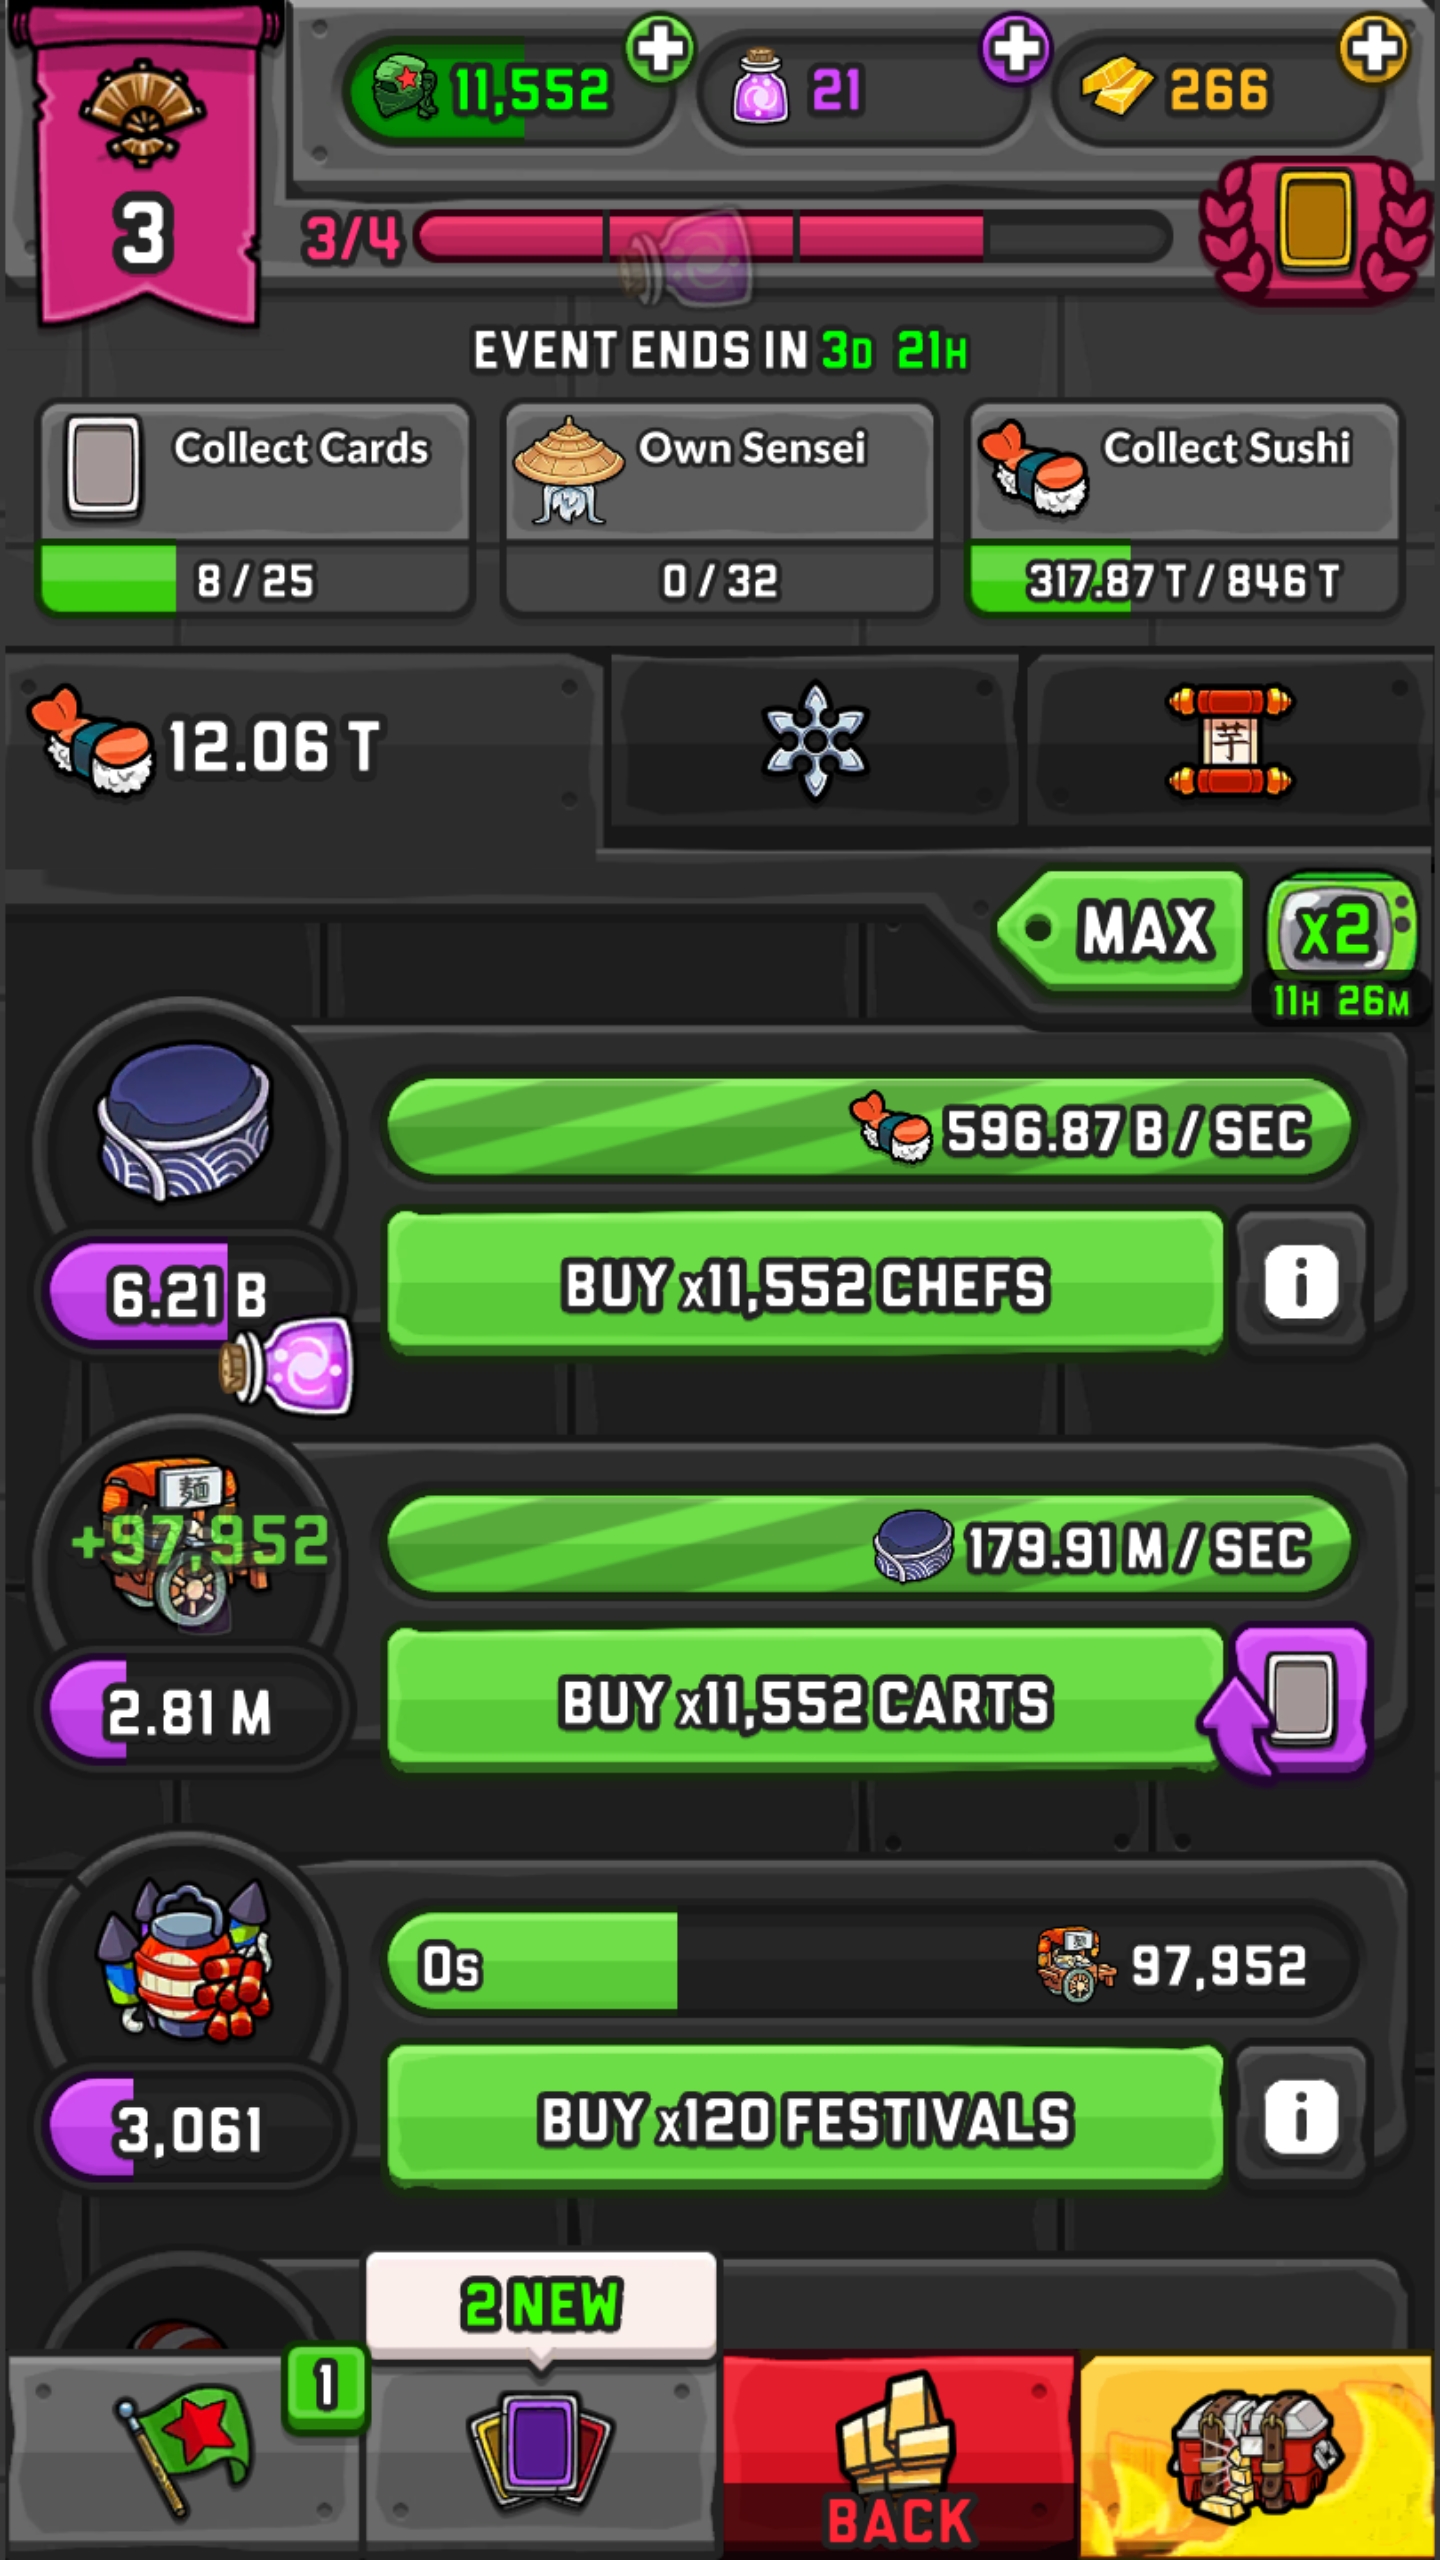 11,552
21
266
3
3/4
EVENT ENDS IN 3D 21H
Collect Cards
Own Sensei
Collect Sushi
8 / 25
0 / 32
317.87 T / 846 T
12.06 T
芋
MAX
x2
11H 26M
596.87 B / SEC
6.21 B
BUY x11,552 CHEFS
i
麺
+97,952
179.91 M / SEC
2.81 M
BUY x11,552 CARTS
0s
97,952
3,061
BUY x120 FESTIVALS
i
2 NEW
1
BACK